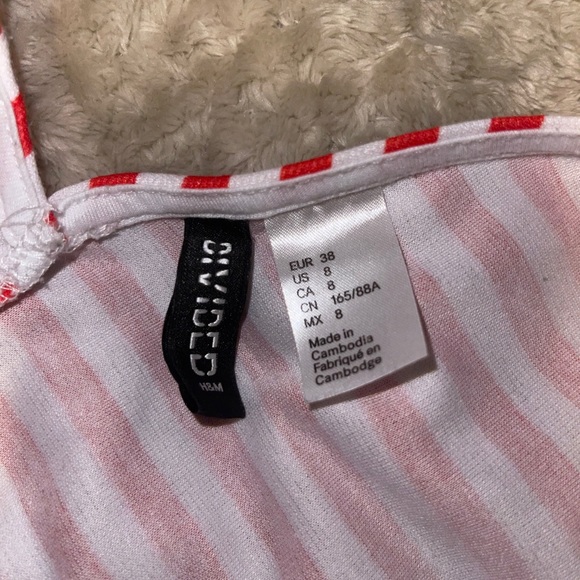 DIVIDED
H&M
EUR 38
US 8
CA 8
CN 165/88A
MX 8
Made in
Cambodia
Fabriqué en
Cambodge